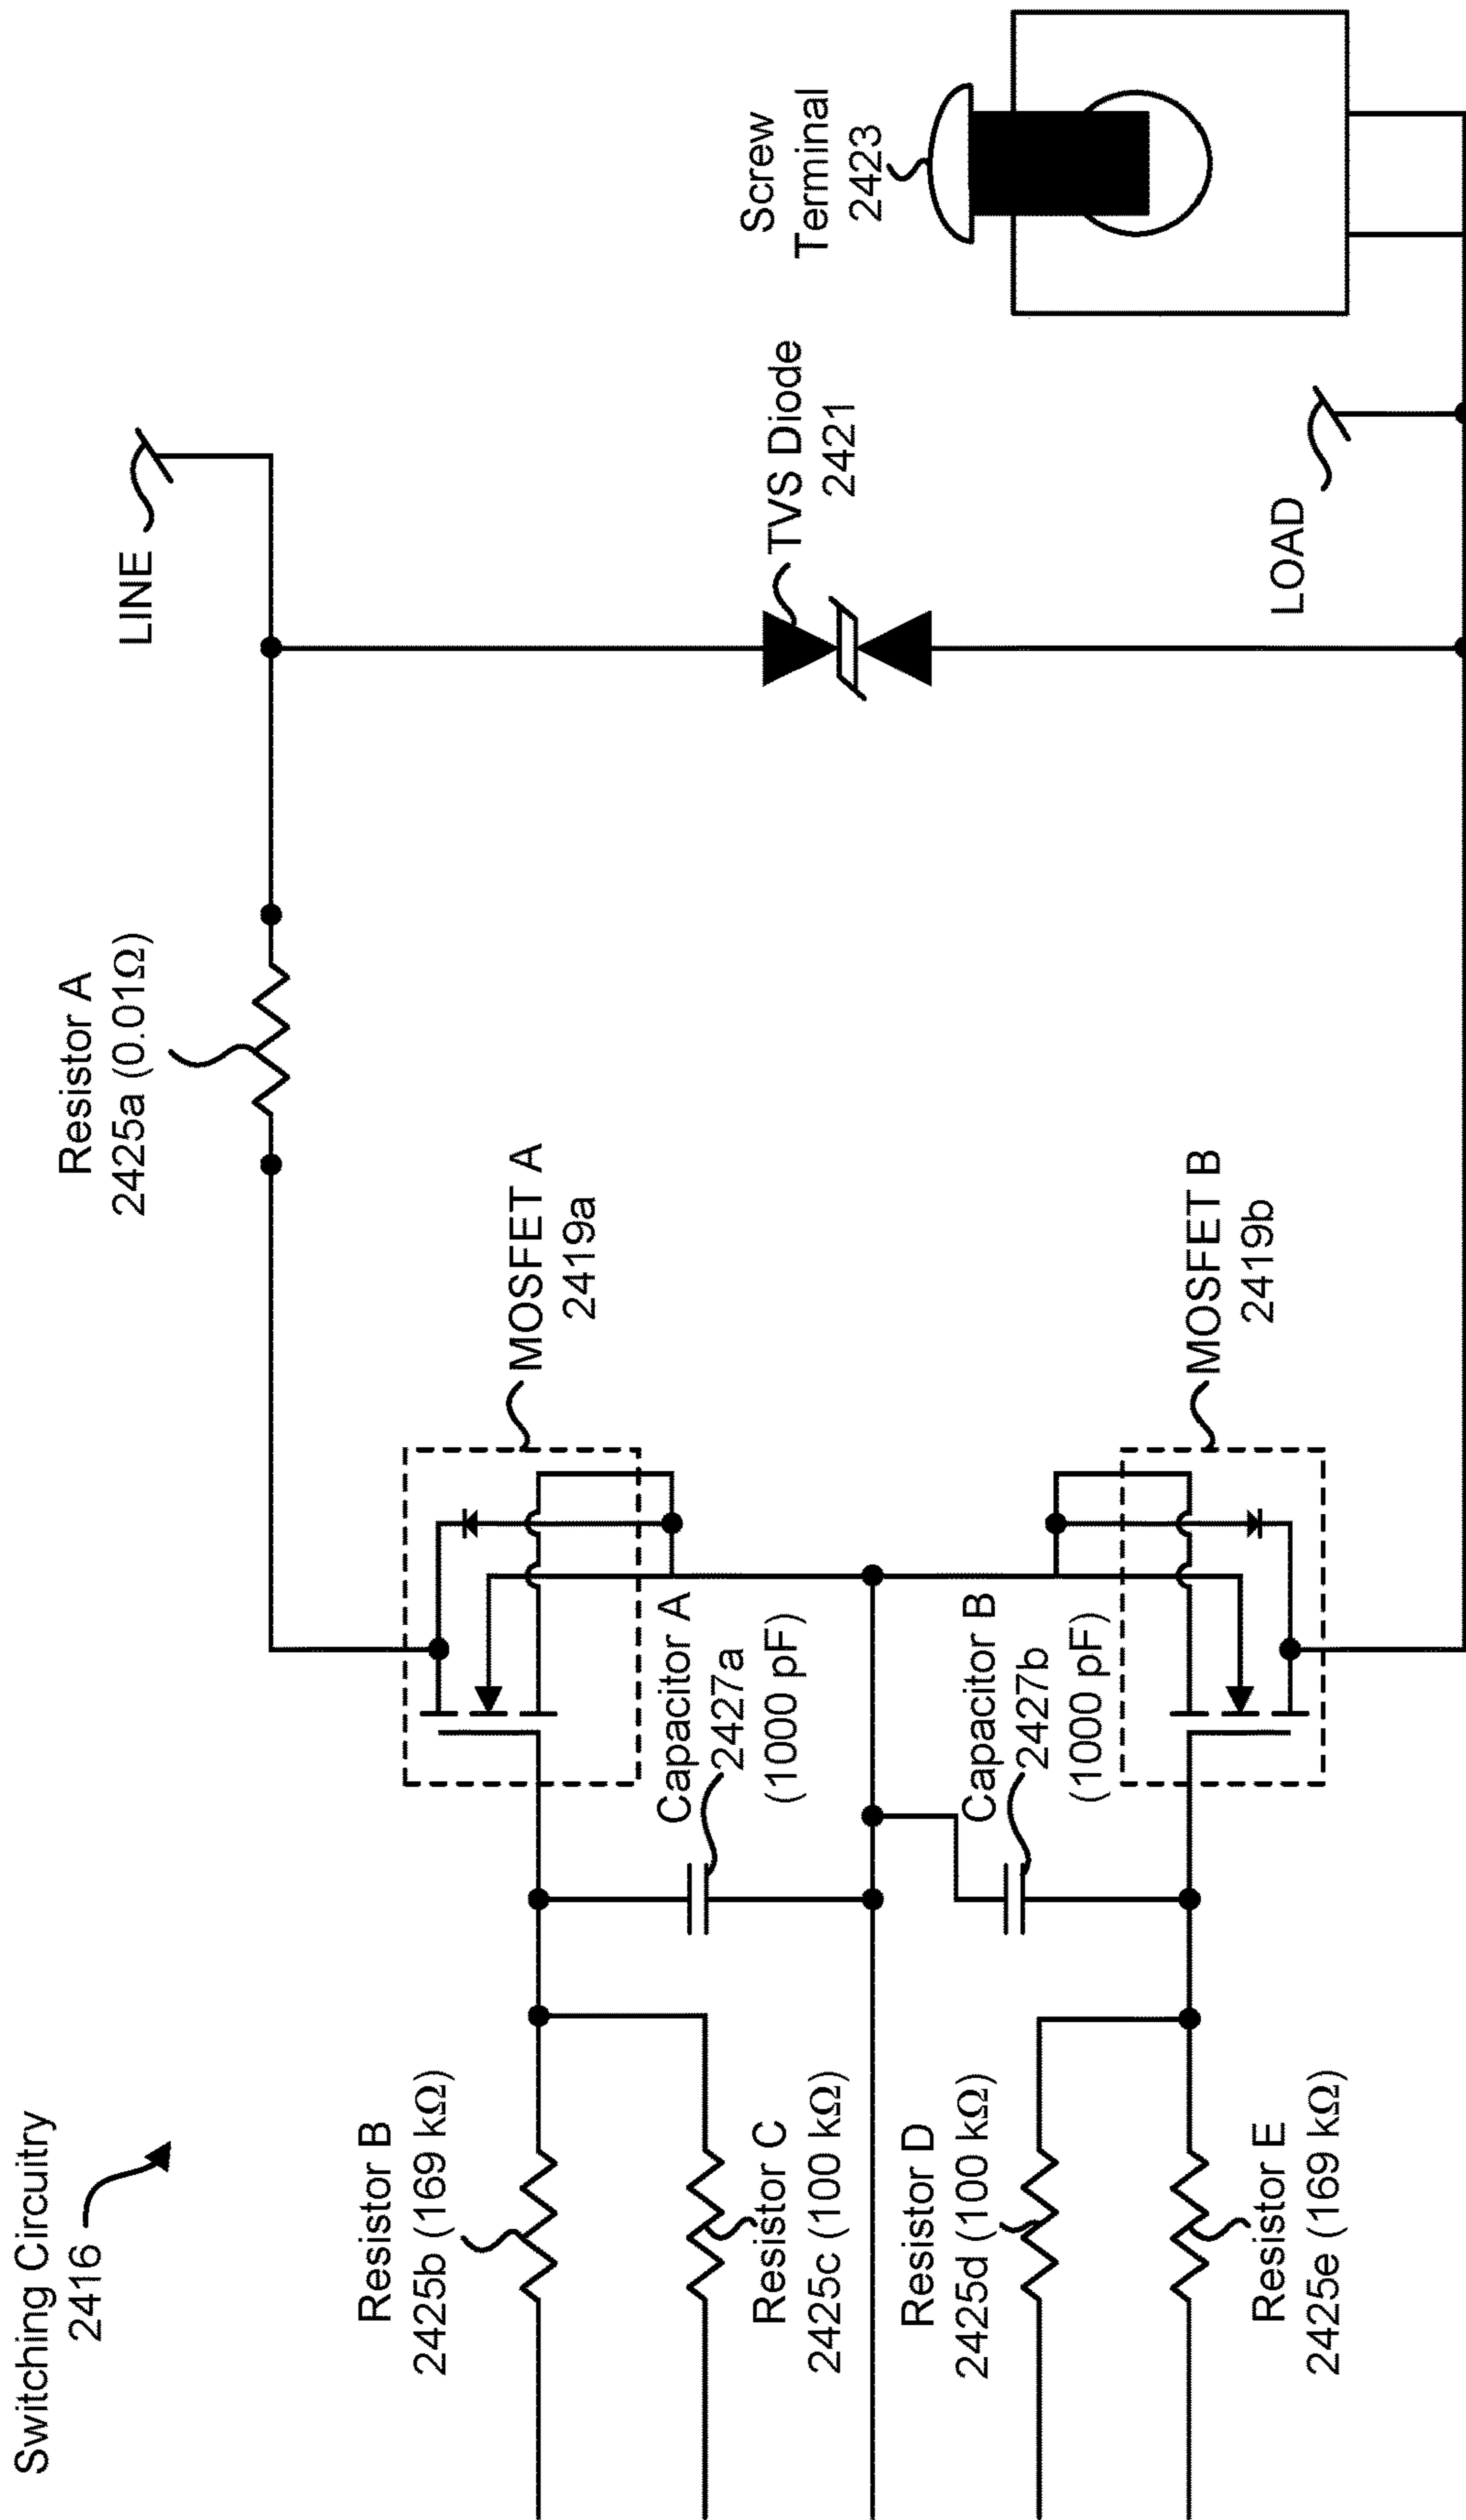 Switching Circuitry
2416
Resistor A
2425a (0.01Ω)
LINE
MOSFET A
2419a
TVS Diode
2421
Screw
Terminal
2423
Resistor B
2425b (169 kΩ)
Capacitor A
2427a
(1000 pF)
Resistor C
2425c (100 kΩ)
Resistor D
2425d (100 kΩ)
Capacitor B
2427b
(1000 pF)
MOSFET B
2419b
LOAD
Resistor E
2425e (169 kΩ)